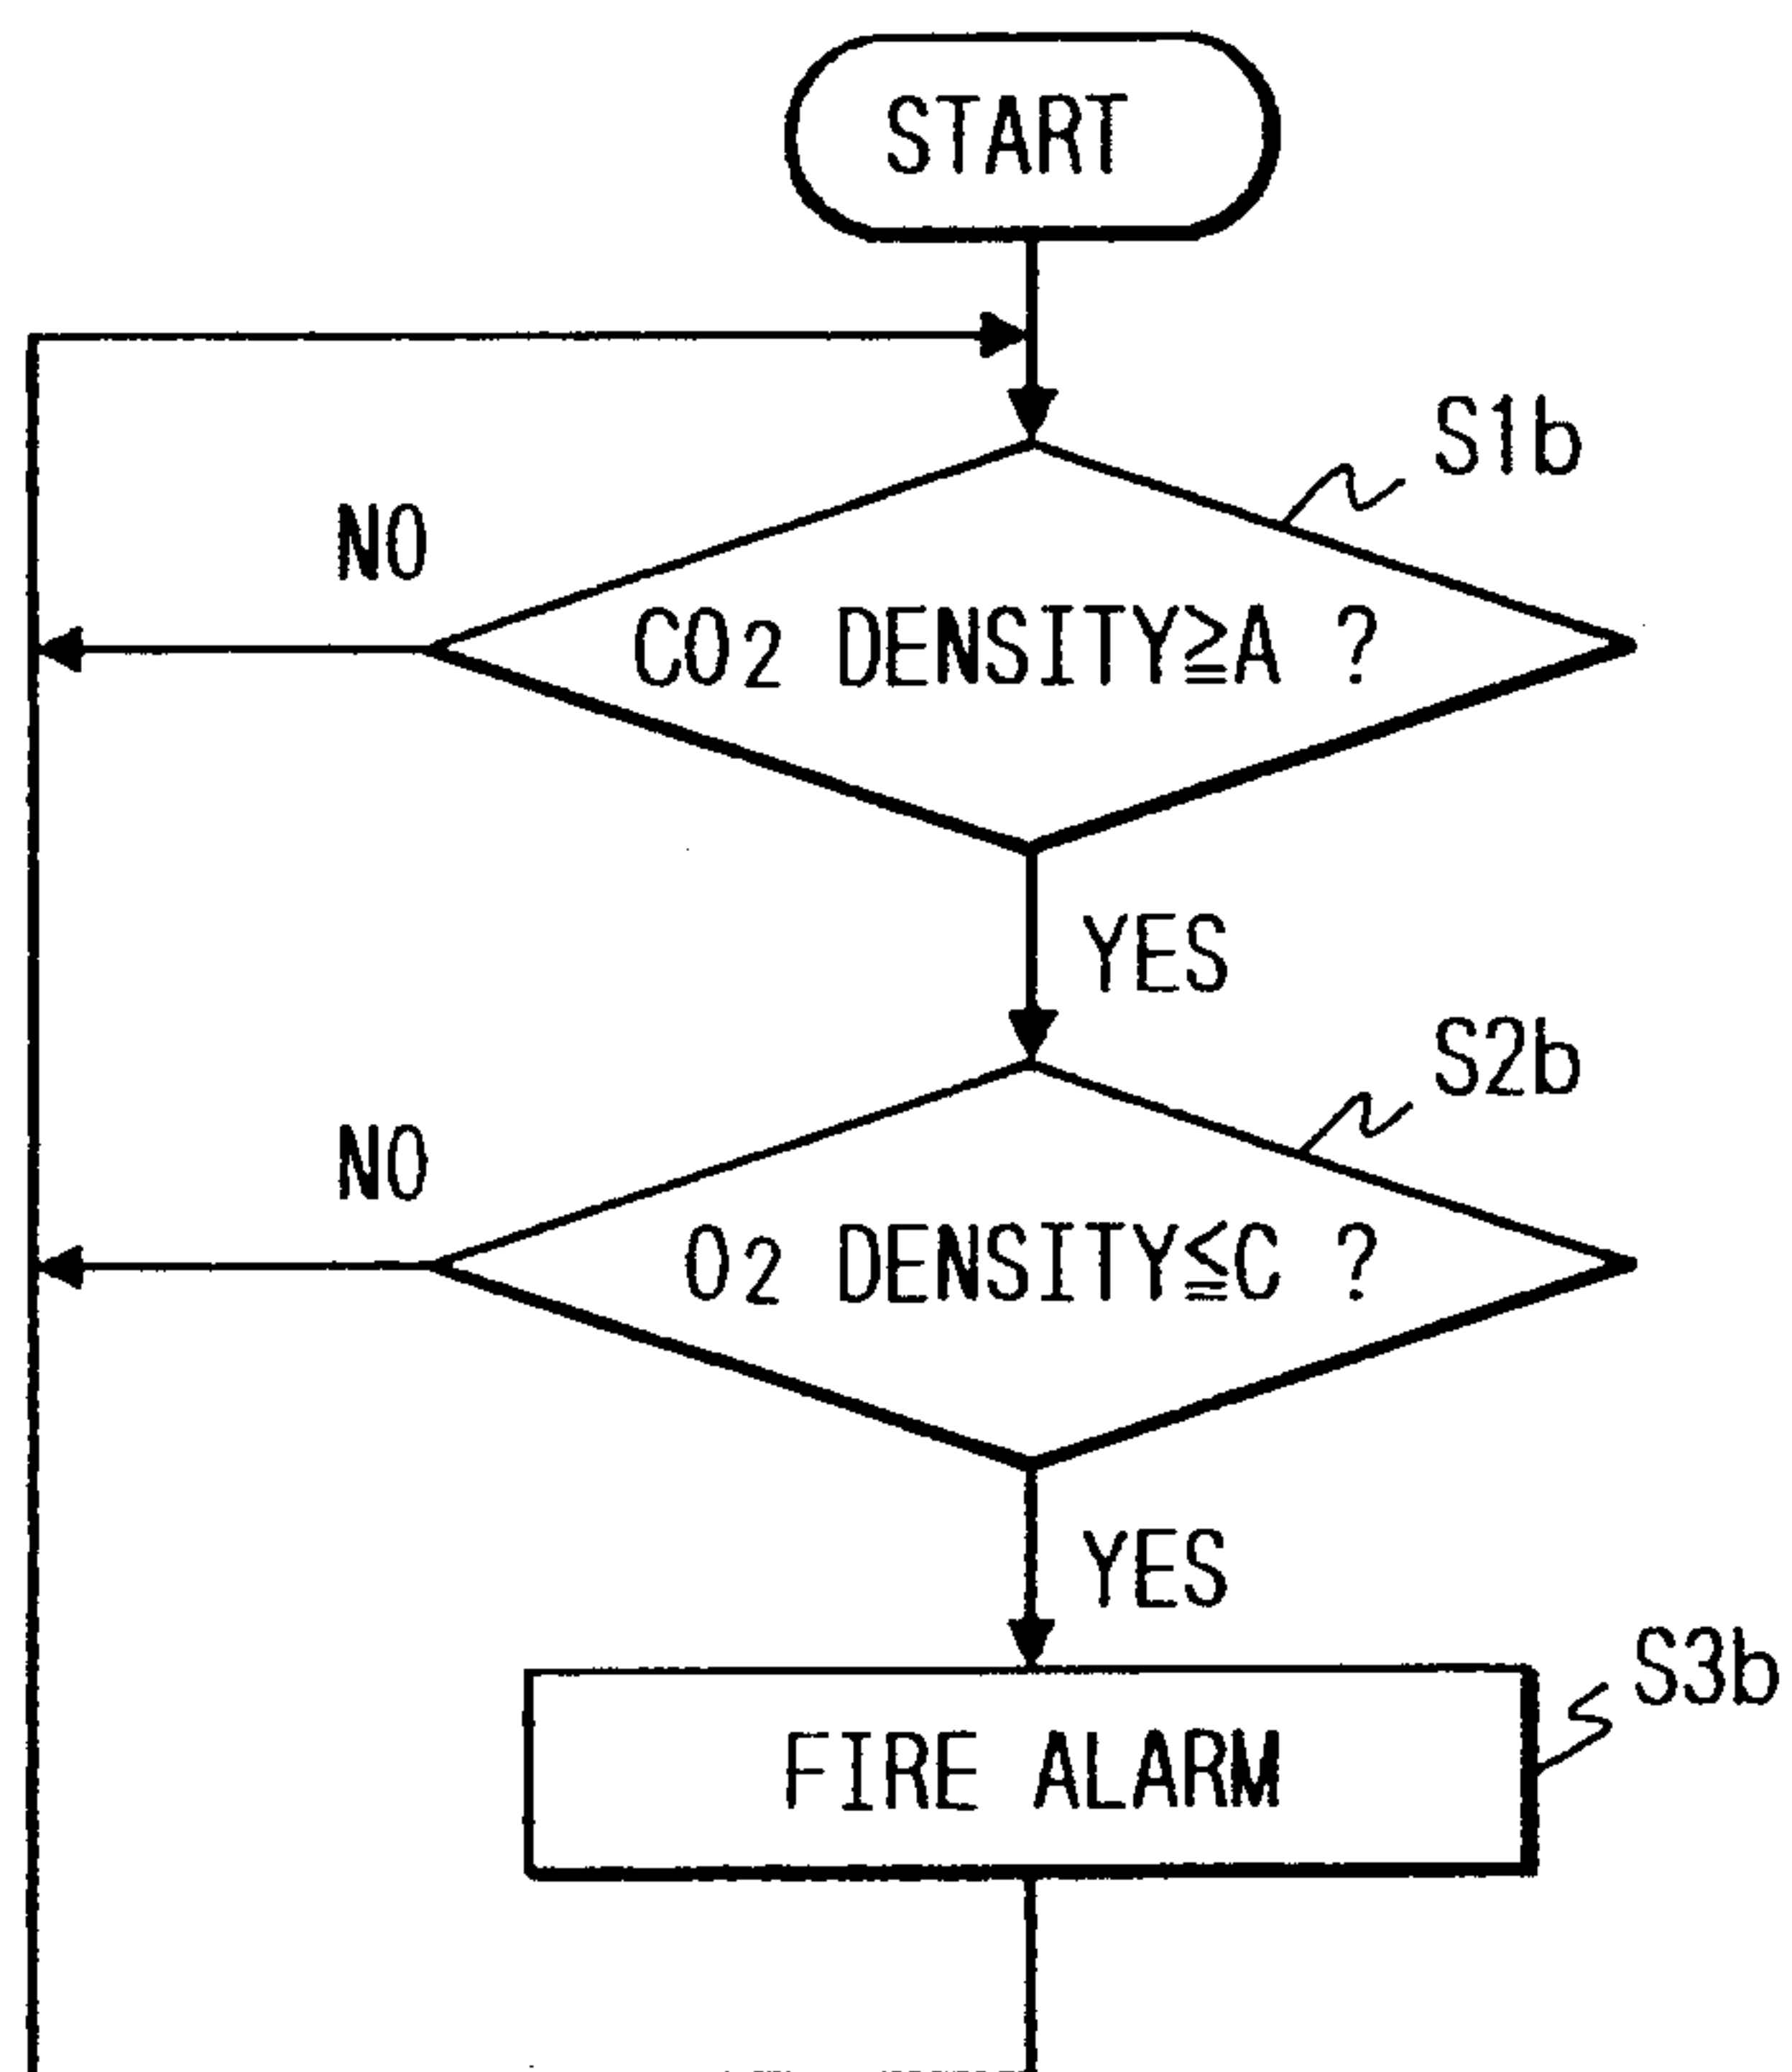 START
S1b
NO
CO2 DENSITY≧A ?
YES
S2b
NO
O2 DENSITY≦C ?
YES
S3b
FIRE ALARM